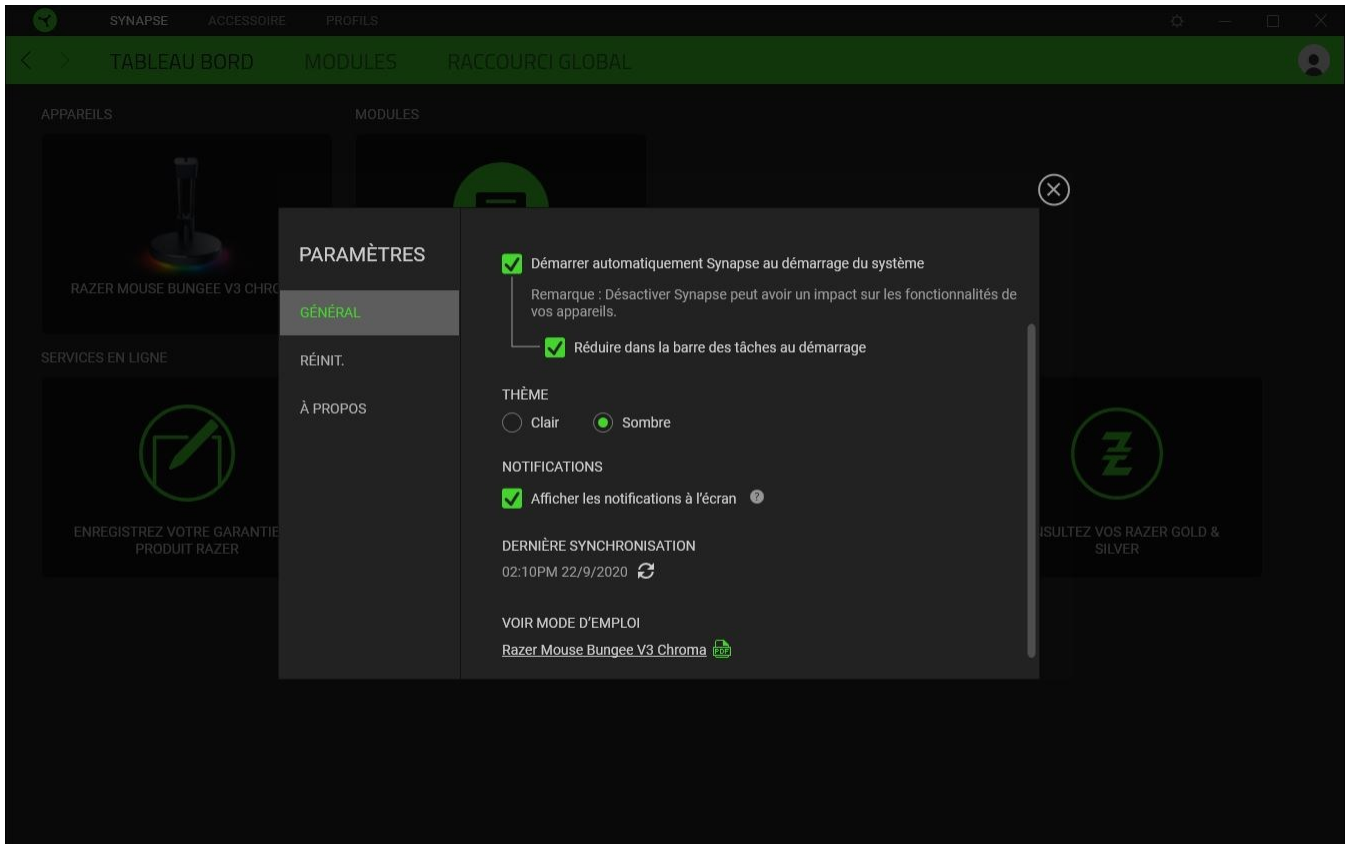 SYNAPSE ACCESSOIRE PROFILS
TABLEAU BORD MODULES RACCOURCI GLOBAL
APPAREILS MODULES
RAZER MOUSE BUNGEE V3 CHRO
SERVICES EN LIGNE
ENREGISTREZ VOTRE GARANTIE
PRODUIT RAZER
PARAMÈTRES
GÉNÉRAL
RÉINIT.
À PROPOS
Démarrer automatiquement Synapse au démarrage du système
Remarque : Désactiver Synapse peut avoir un impact sur les fonctionnalités de
vos appareils.
Réduire dans la barre des tâches au démarrage
THÈME
Clair Sombre
NOTIFICATIONS
Afficher les notifications à l'écran ?
DERNIÈRE SYNCHRONISATION
02:10PM 22/9/2020
VOIR MODE D'EMPLOI
Razer Mouse Bungee V3 Chroma PDF
NSULTEZ VOS RAZER GOLD &
SILVER